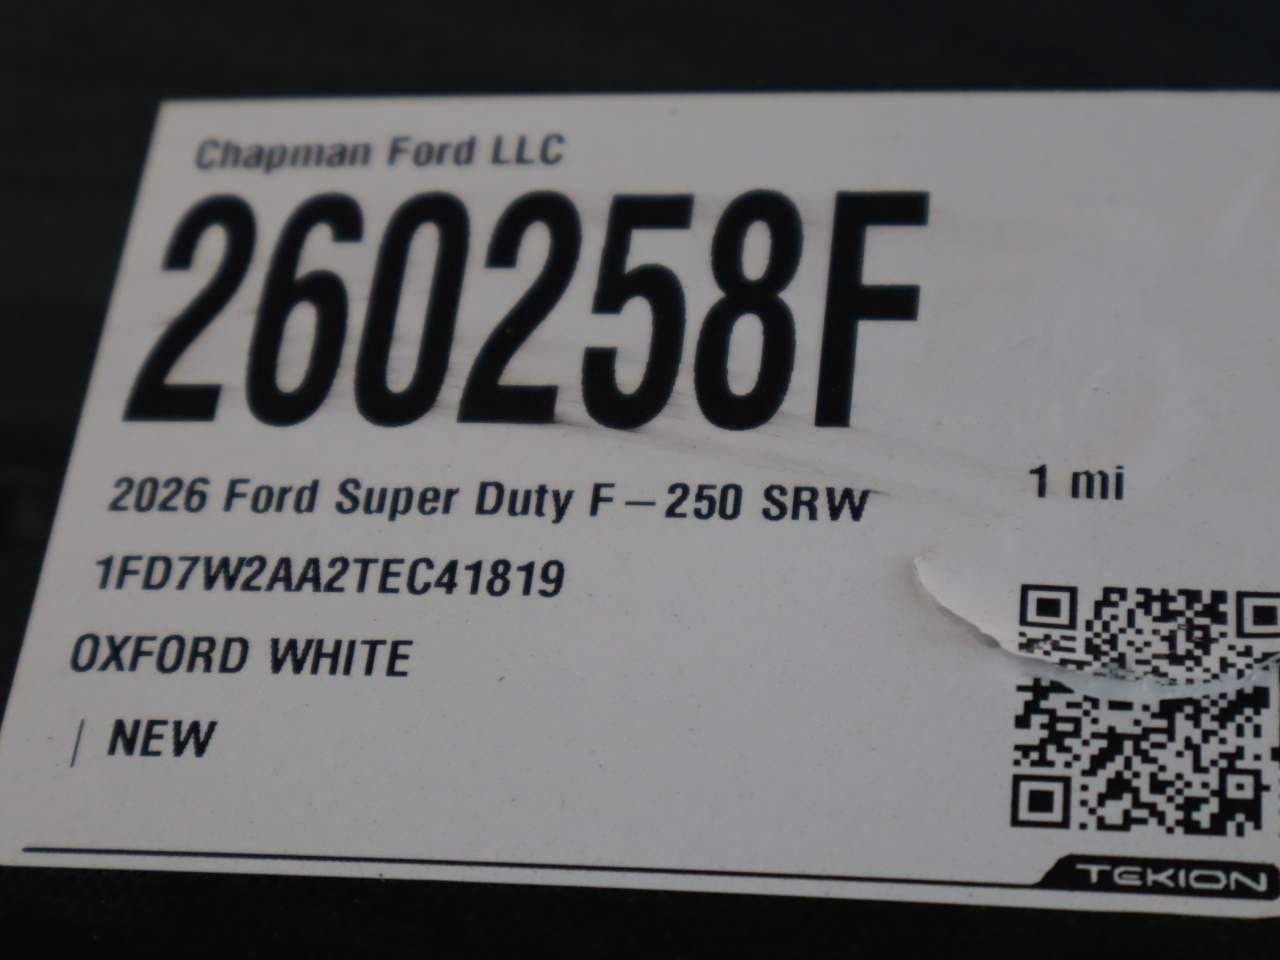 Chapman Ford LLC
260258F
2026 Ford Super Duty F-250 SRW
1 mi
1FD7W2AA2TEC41819
OXFORD WHITE
| NEW
TEKION